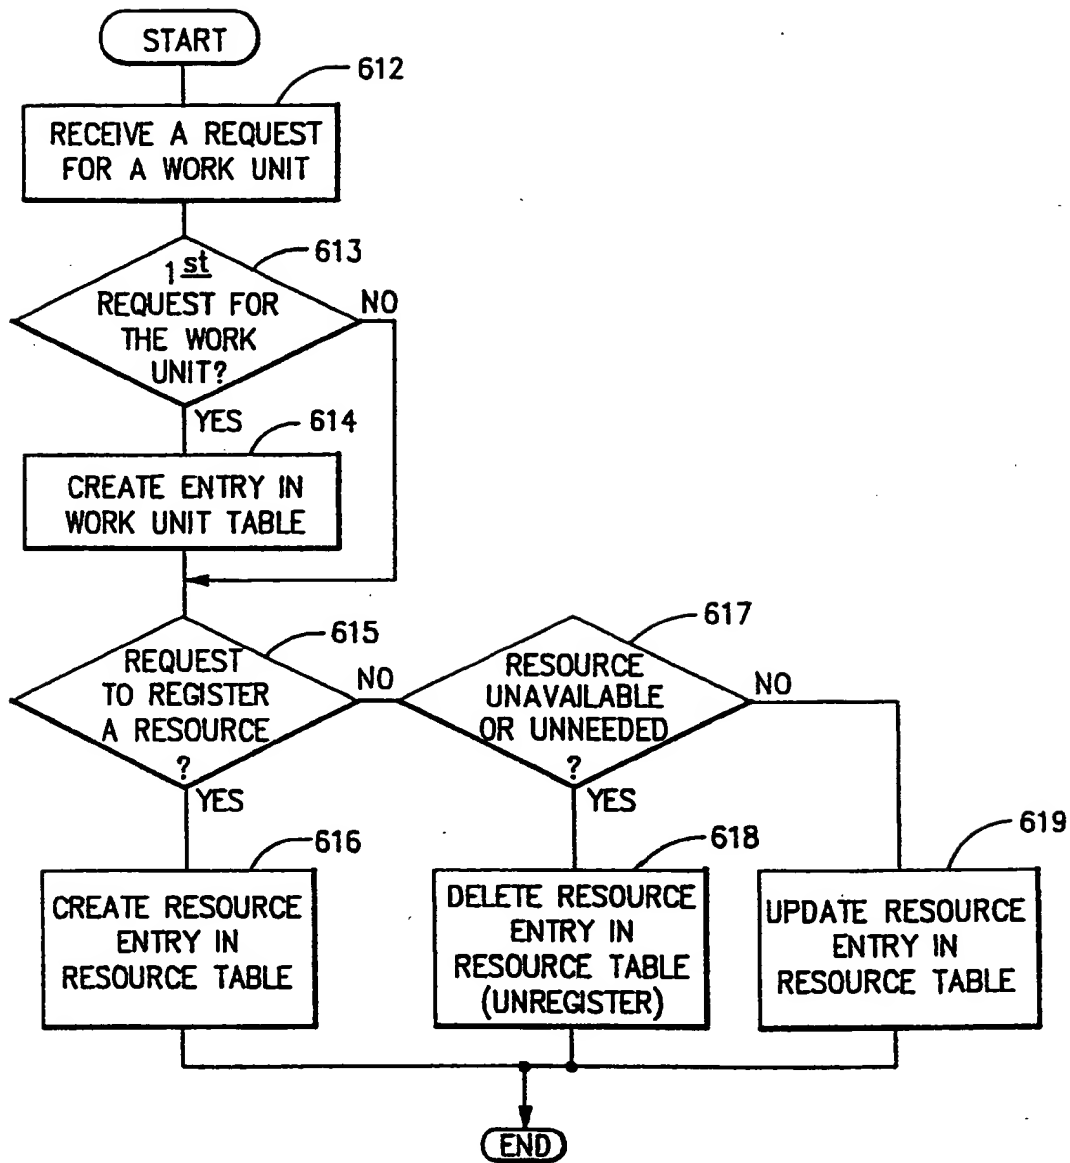 START
612
RECEIVE A REQUEST
FOR A WORK UNIT
613
1st
REQUEST FOR
THE WORK
UNIT?
NO
YES
614
CREATE ENTRY IN
WORK UNIT TABLE
615
REQUEST
TO REGISTER
A RESOURCE
?
NO
YES
617
RESOURCE
UNAVAILABLE
OR UNNEEDED
?
NO
YES
616
CREATE RESOURCE
ENTRY IN
RESOURCE TABLE
618
DELETE RESOURCE
ENTRY IN
RESOURCE TABLE
(UNREGISTER)
619
UPDATE RESOURCE
ENTRY IN
RESOURCE TABLE
END